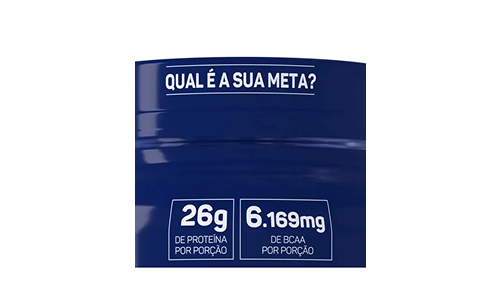 QUAL É A SUA META?
26g
DE PROTEÍNA
POR PORÇÃO
6.169mg
DE BCAA
POR PORÇÃO